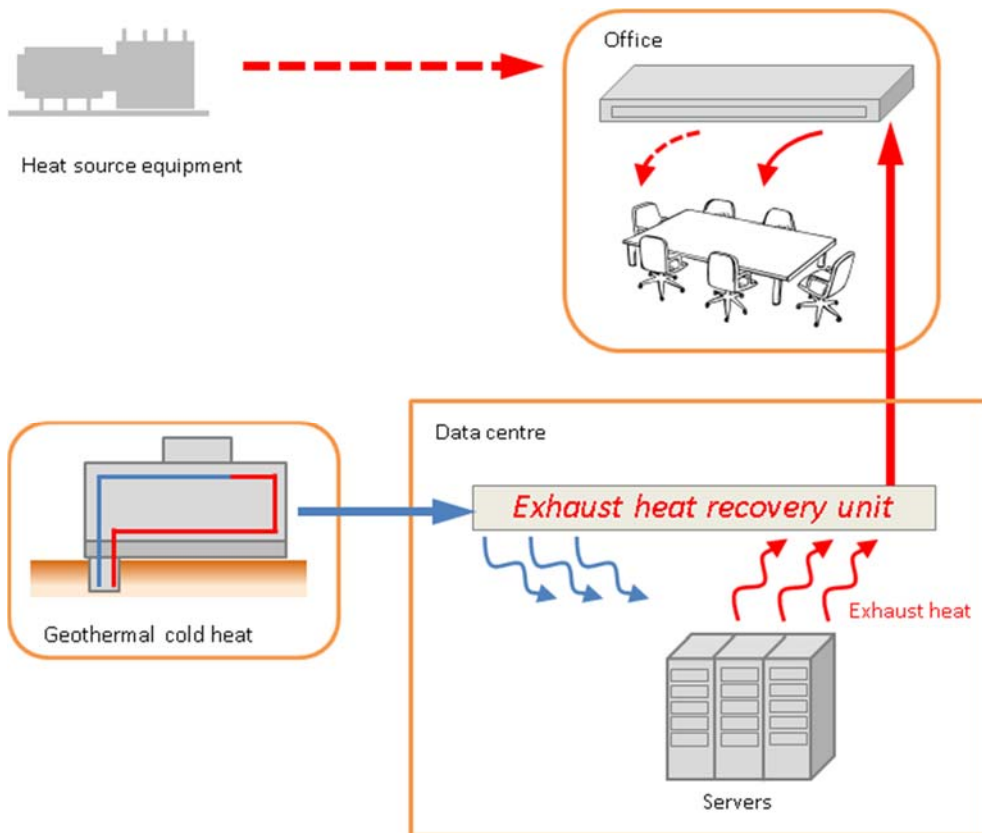 Office
Heat source equipment
Data centre
Exhaust heat recovery unit
Exhaust heat
Geothermal cold heat
Servers